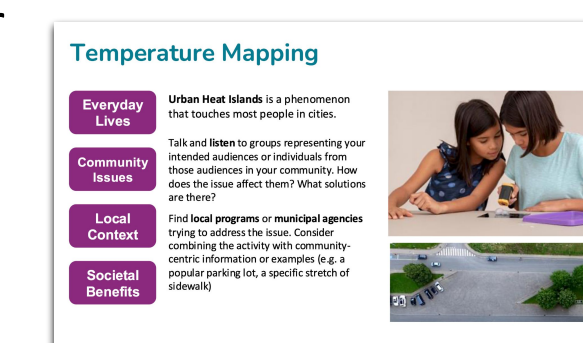 Temperature Mapping
Everyday
Lives
Urban Heat Islands is a phenomenon
that touches most people in cities.
Community
Issues
Talk and listen to groups representing your
intended audiences or individuals from
those audiences in your community. How
does the issue affect them? What solutions
are there?
Local
Context
Find local programs or municipal agencies
trying to address the issue. Consider
combining the activity with community-
centric information or examples (e.g. a
popular parking lot, a specific stretch of
sidewalk)
Societal
Benefits